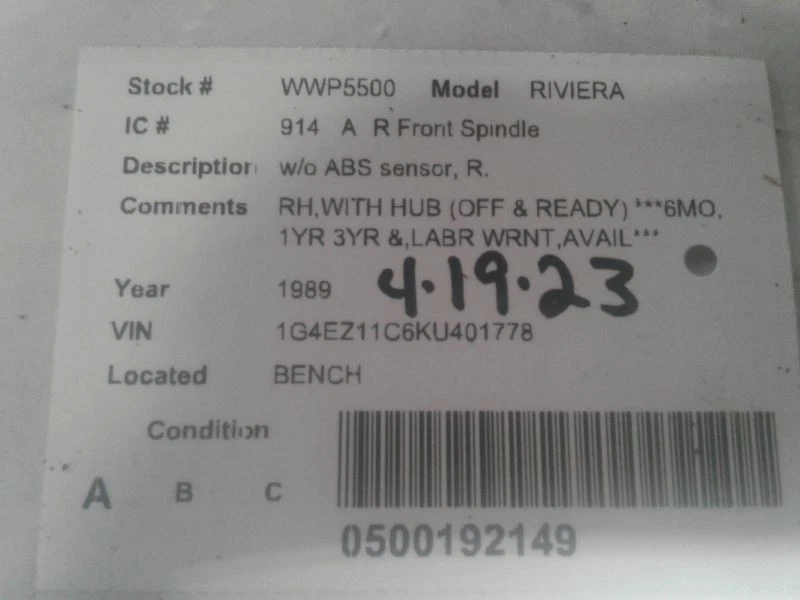 Stock # WWP5500 Model RIVIERA
IC # 914 A R Front Spindle
Description w/o ABS sensor, R.
Comments RH,WITH HUB (OFF & READY) ***6MO,
1YR 3YR &,LABR WRNT,AVAIL***
Year 1989 4.19.23
VIN 1G4EZ11C6KU401778
Located BENCH
Condition
A B C
0500192149